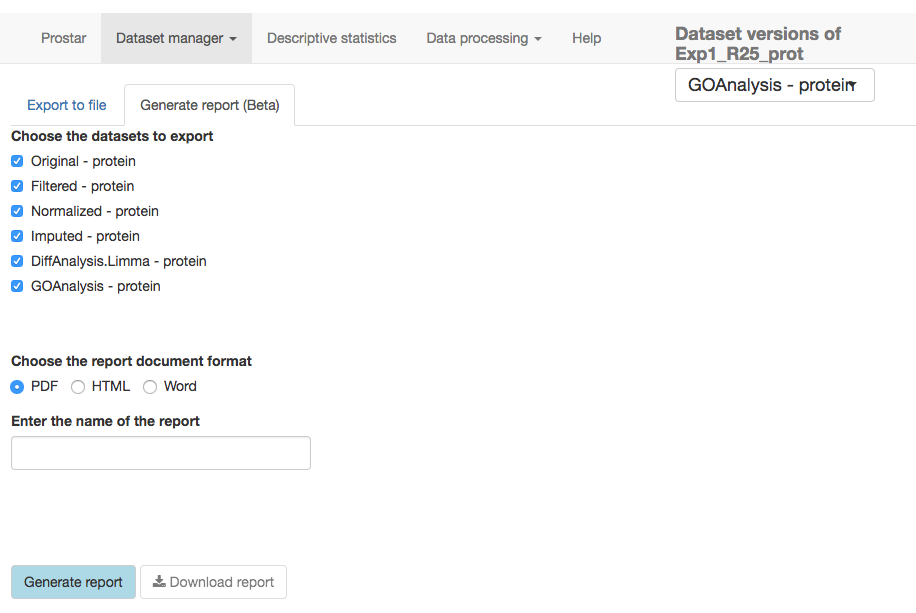 Prostar Dataset manager Descriptive statistics Data processing Help
Dataset versions of
Exp1_R25_prot
GOAnalysis - protein
Export to file Generate report (Beta)
Choose the datasets to export
Original - protein
Filtered - protein
Normalized - protein
Imputed - protein
DiffAnalysis.Limma - protein
GOAnalysis - protein
Choose the report document format
PDF HTML Word
Enter the name of the report
Generate report Download report